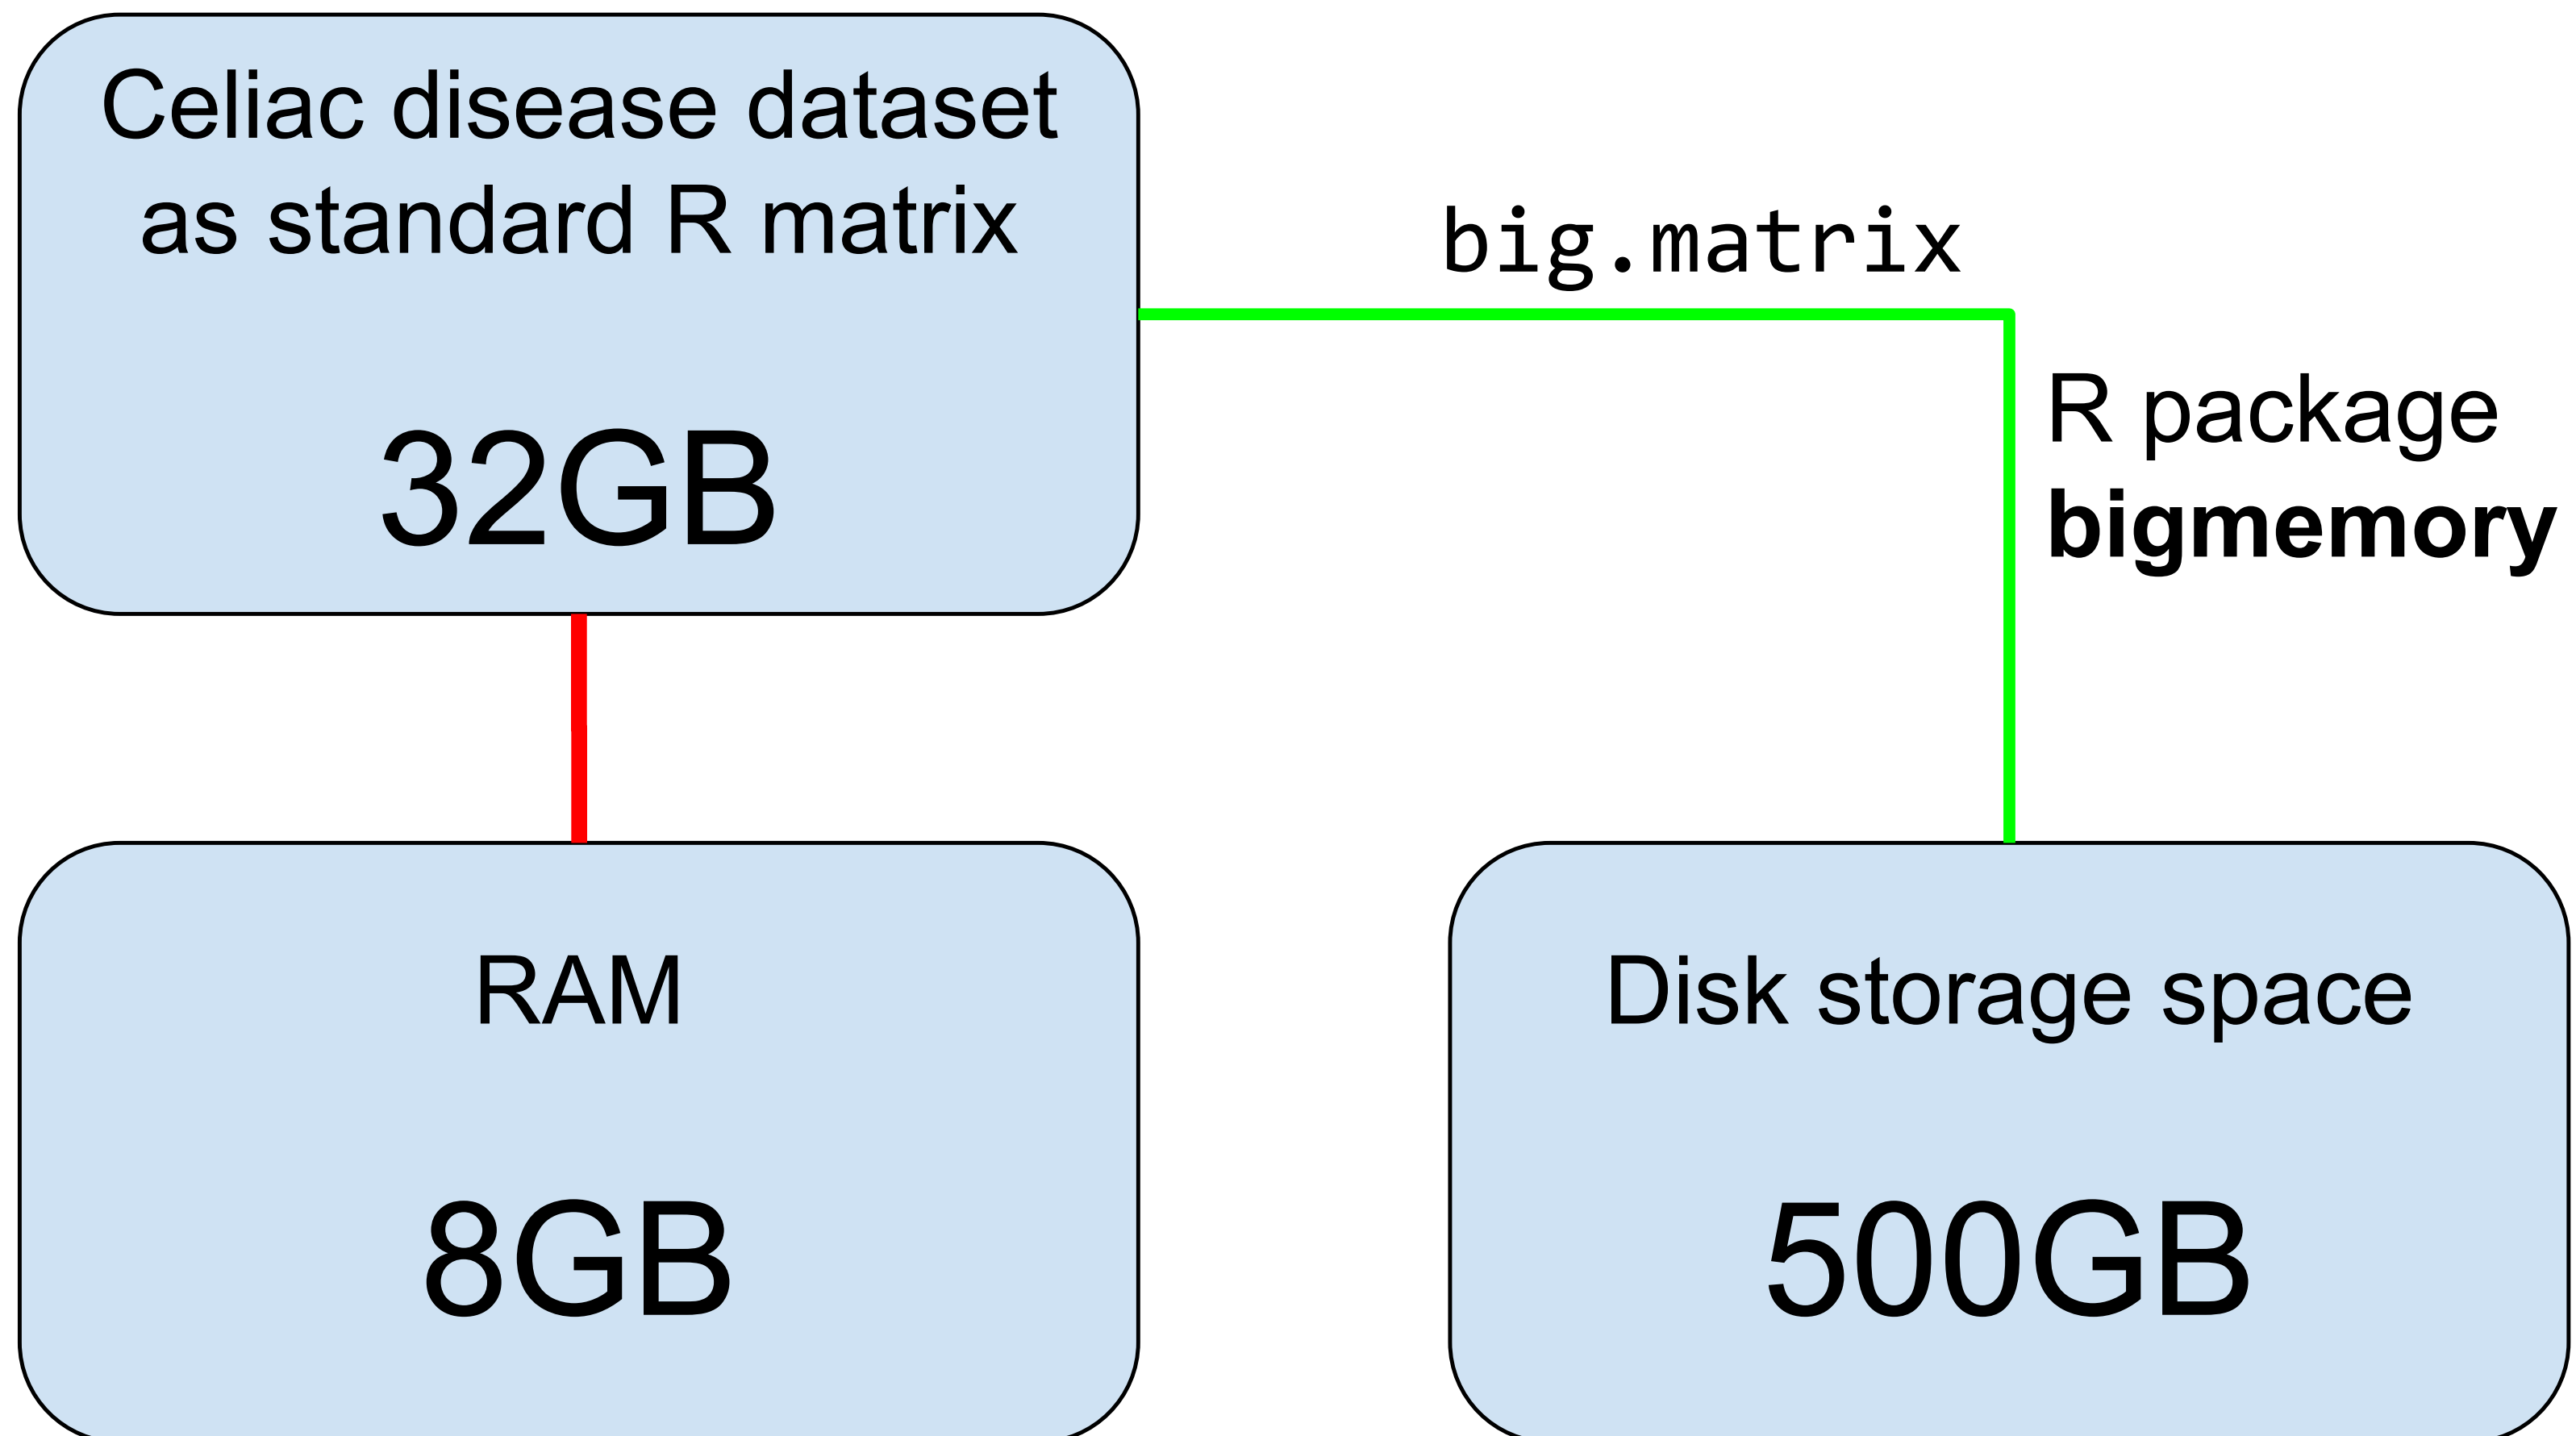 Celiac disease dataset
as standard R matrix
32GB
big.matrix
R package
bigmemory
RAM
8GB
Disk storage space
500GB